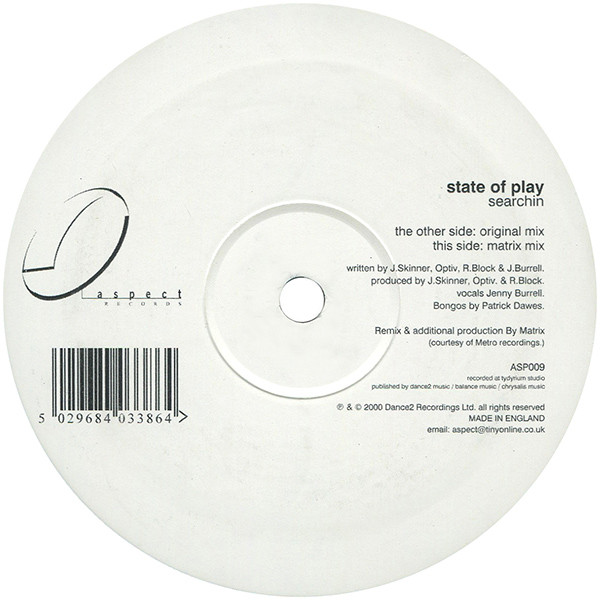 state of play
searchin
the other side: original mix
this side: matrix mix
written by J.Skinner, Optiv, R.Block & J.Burrell.
produced by J.Skinner, Optiv. & R.Block.
vocals Jenny Burrell.
Bongos by Patrick Dawes.
Remix & additional production By Matrix
(courtesy of Metro recordings.)
ASP009
recorded at tydyrium studio
published by dance2 music / balance music / chrysalis music
℗ & © 2000 Dance2 Recordings Ltd. all rights reserved
MADE IN ENGLAND
email: aspect@tinyonline.co.uk
aspect
RECORDS
5 029684 033864 >